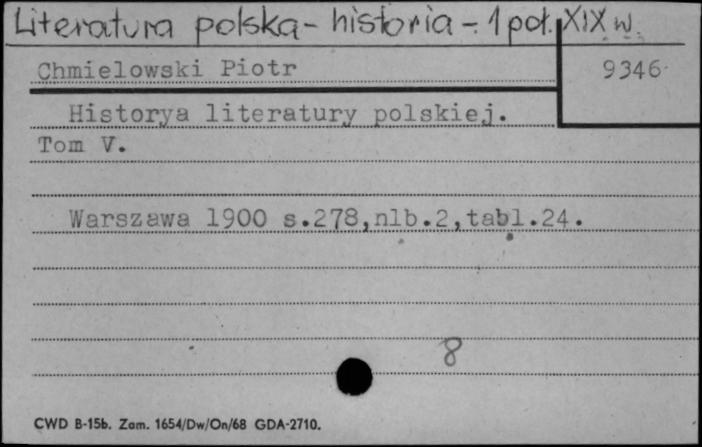 Literatura polska - historia - 1 poł. XIX w.
Chmielowski Piotr
9346
Historya literatury polskiej.
Tom V.
Warszawa 1900 s.278,nlb.2,tabl.24.
8
CWD B-15b. Zam. 1654/Dw/On/68 GDA-2710.